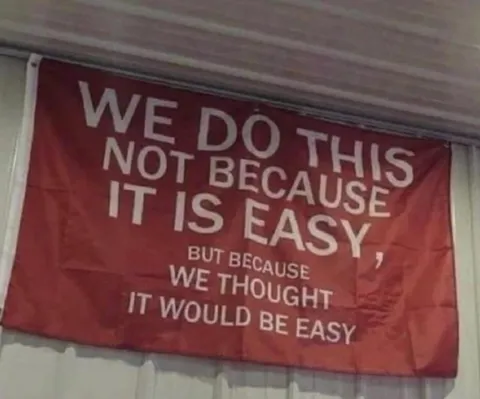 WE DO THIS
NOT BECAUSE
IT IS EASY,
BUT BECAUSE
WE THOUGHT
IT WOULD BE EASY